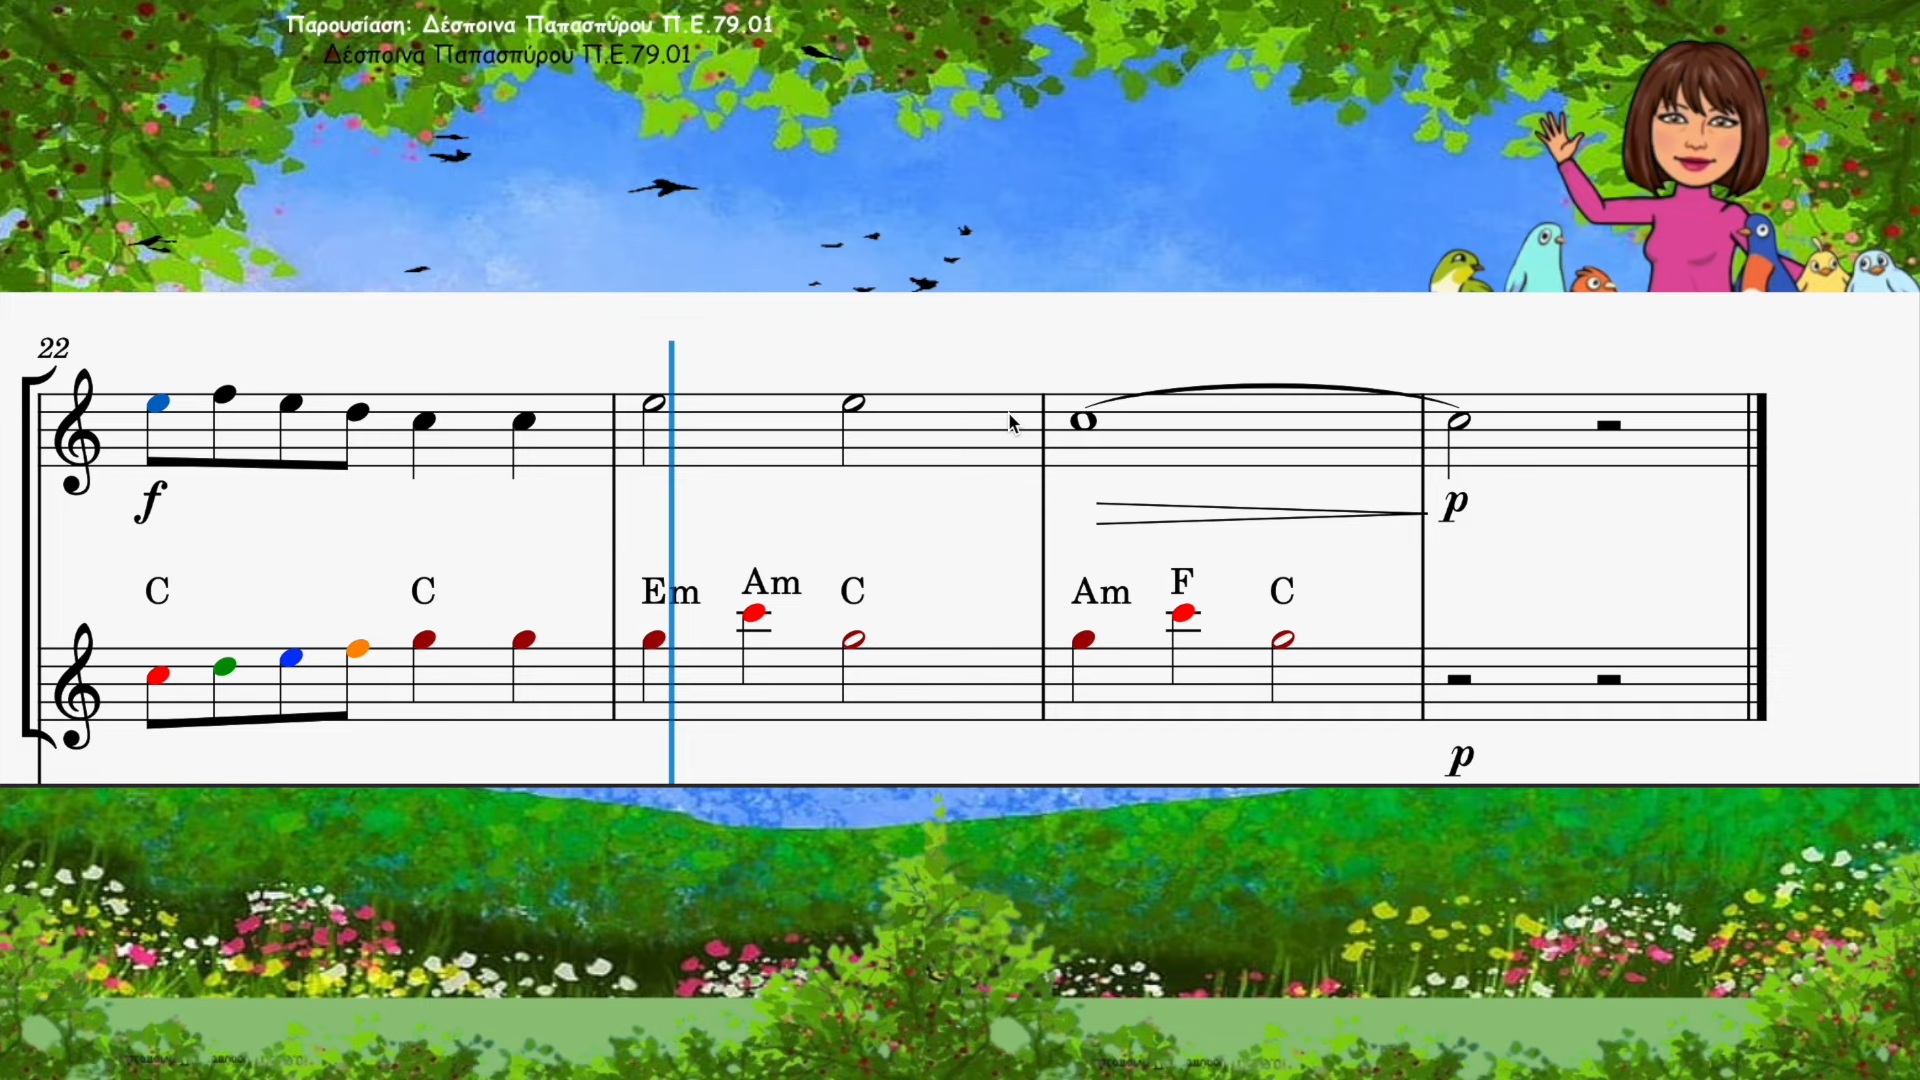 Παρουσίαση: Δέσποινα Παπασπύρου Π.Ε.79.01
Δέσποινα Παπασπύρου Π.Ε.79.01
22
f
p
C C Em Am C Am F C
p